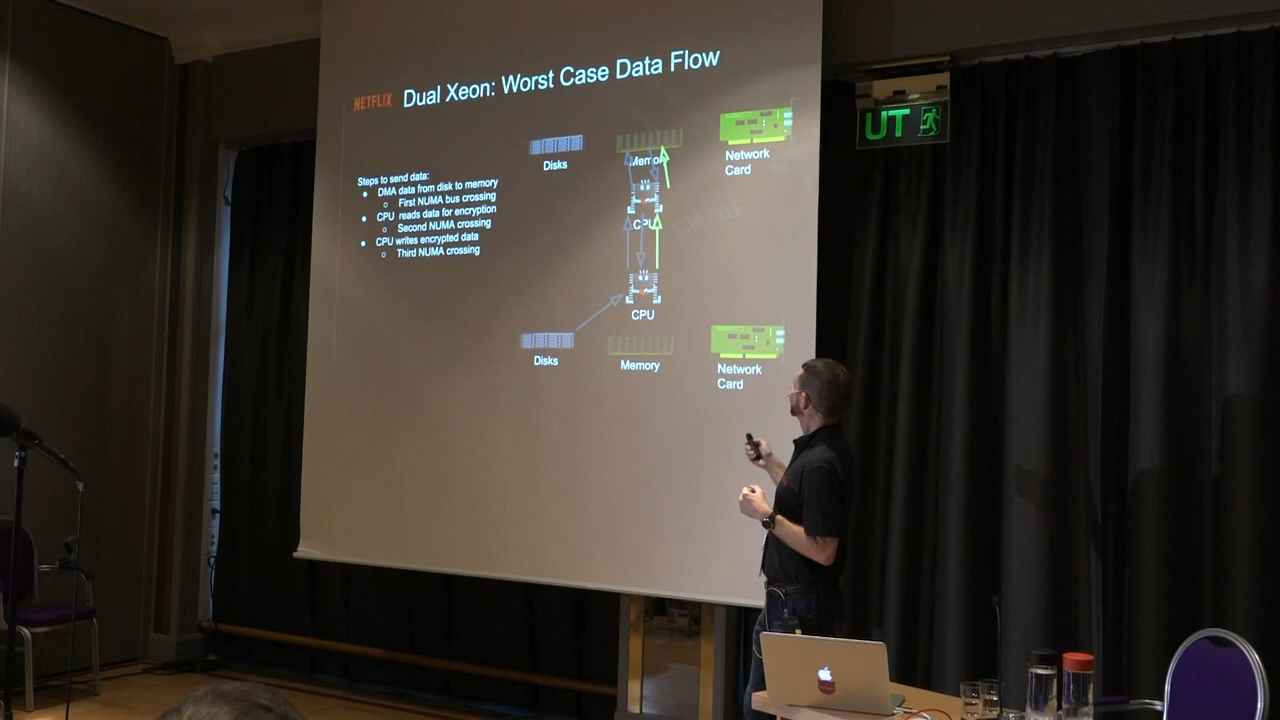 NETFLIX Dual Xeon: Worst Case Data Flow
Steps to send data:
DMA data from disk to memory
First NUMA bus crossing
CPU reads data for encryption
Second NUMA crossing
CPU writes encrypted data
Third NUMA crossing
Disks
Memory
Network
Card
CPU
CPU
Disks
Memory
Network
Card
UT